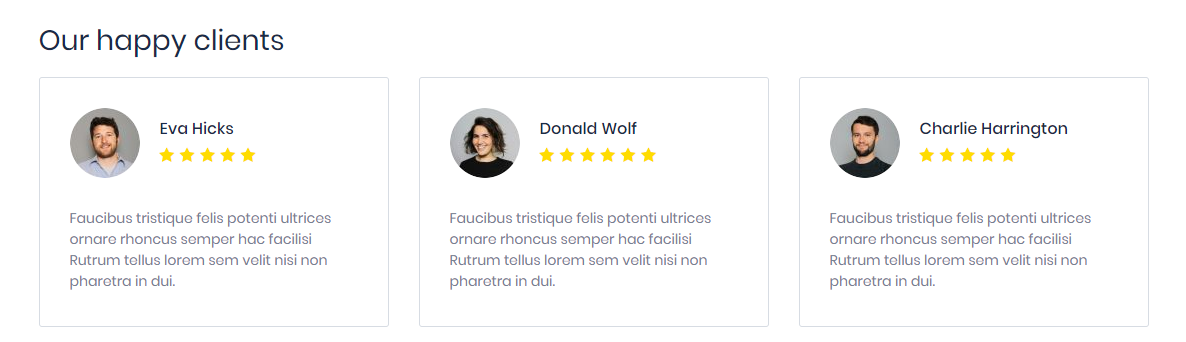 Our happy clients
Eva Hicks
Faucibus tristique felis potenti ultrices
ornare rhoncus semper hac facilisi
Rutrum tellus lorem sem velit nisi non
pharetra in dui.
Donald Wolf
Faucibus tristique felis potenti ultrices
ornare rhoncus semper hac facilisi
Rutrum tellus lorem sem velit nisi non
pharetra in dui.
Charlie Harrington
Faucibus tristique felis potenti ultrices
ornare rhoncus semper hac facilisi
Rutrum tellus lorem sem velit nisi non
pharetra in dui.